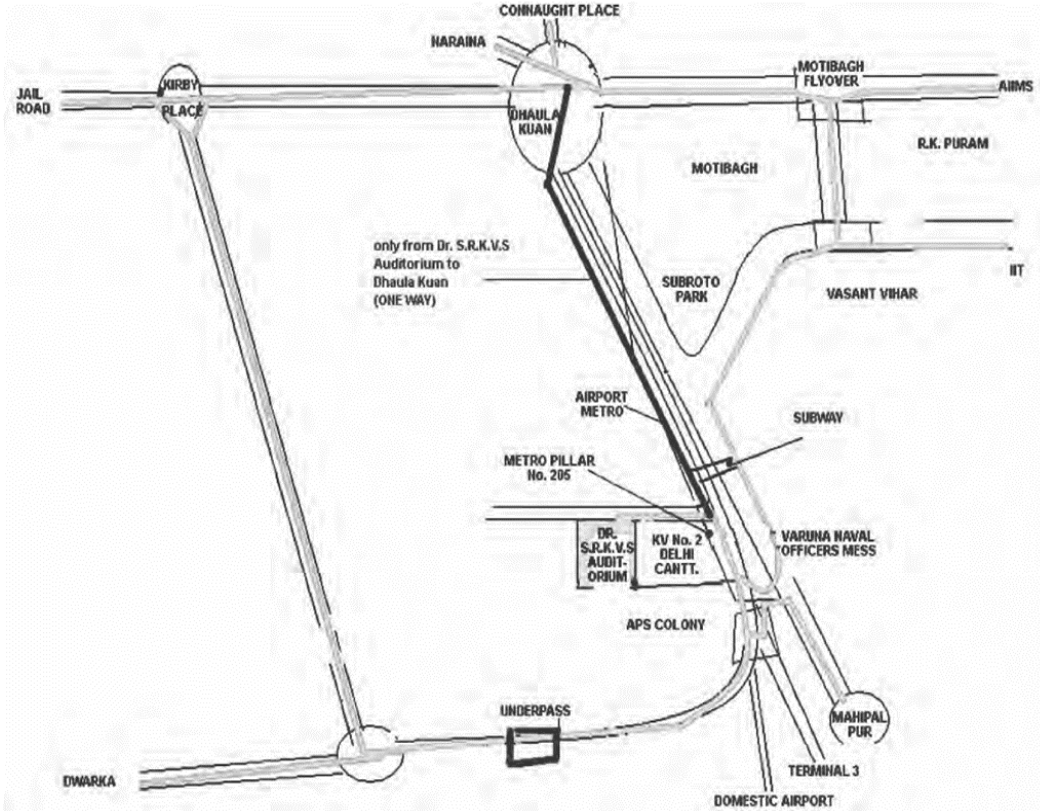 CONNAUGHT PLACE
NARAINA
MOTIBAGH
FLYOVER
KIRBY
PLACE
JAIL
ROAD
AIIMS
DHAULA
KUAN
R.K. PURAM
MOTIBAGH
only from Dr. S.R.K.V.S
Auditorium to
Dhaula Kuan
(ONE WAY)
IIT
SUBROTO
PARK
VASANT VIHAR
AIRPORT
METRO
SUBWAY
METRO PILLAR
No. 205
DR.
S.R.K.V.S
AUDIT-
ORIUM
KV No. 2
DELHI
CANTT.
VARUNA NAVAL
OFFICERS MESS
APS COLONY
UNDERPASS
MAHIPAL
PUR
DWARKA
TERMINAL 3
DOMESTIC AIRPORT